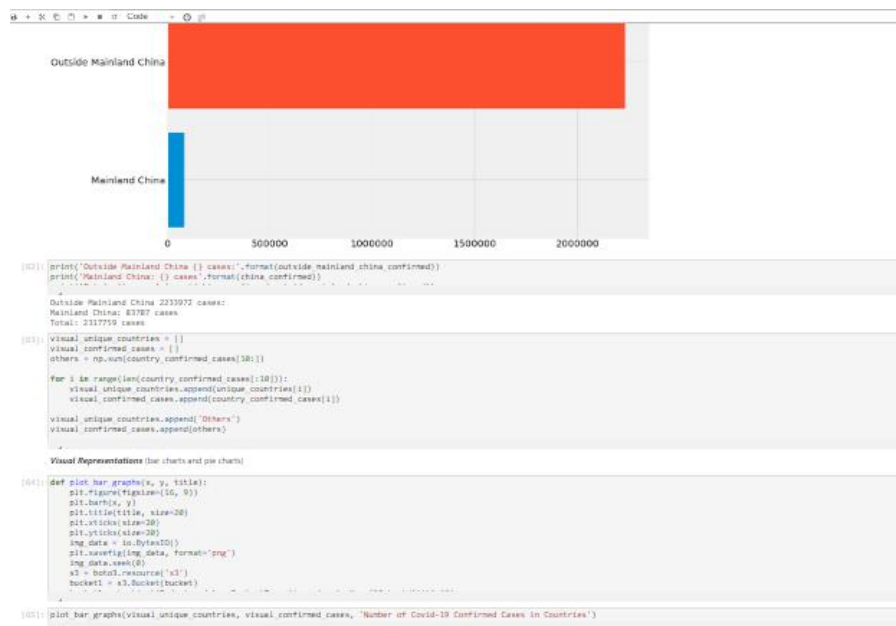 Code
Outside Mainland China
Mainland China
0 500000 1000000 1500000 2000000
print('Outside Mainland China {} cases:'.format(outside_mainland_china_confirmed))
print('Mainland China: {} cases'.format(china_confirmed))
Outside Mainland China 2233972 cases:
Mainland China: 83787 cases
Total: 2317759 cases
visual_unique_countries = []
visual_confirmed_cases = []
others = np.sum(country_confirmed_cases[10:])
for i in range(len(country_confirmed_cases[:10])):
visual_unique_countries.append(unique_countries[i])
visual_confirmed_cases.append(country_confirmed_cases[i])
visual_unique_countries.append('Others')
visual_confirmed_cases.append(others)
Visual Representations (bar charts and pie charts)
def plot_bar_graphs(x, y, title):
plt.figure(figsize=(16, 9))
plt.barh(x, y)
plt.title(title, size=20)
plt.xticks(size=20)
plt.yticks(size=20)
img_data = io.BytesIO()
plt.savefig(img_data, format='png')
img_data.seek(0)
s3 = boto3.resource('s3')
bucket1 = s3.Bucket(bucket)
plot_bar_graphs(visual_unique_countries, visual_confirmed_cases, 'Number of Covid-19 Confirmed Cases in Countries')